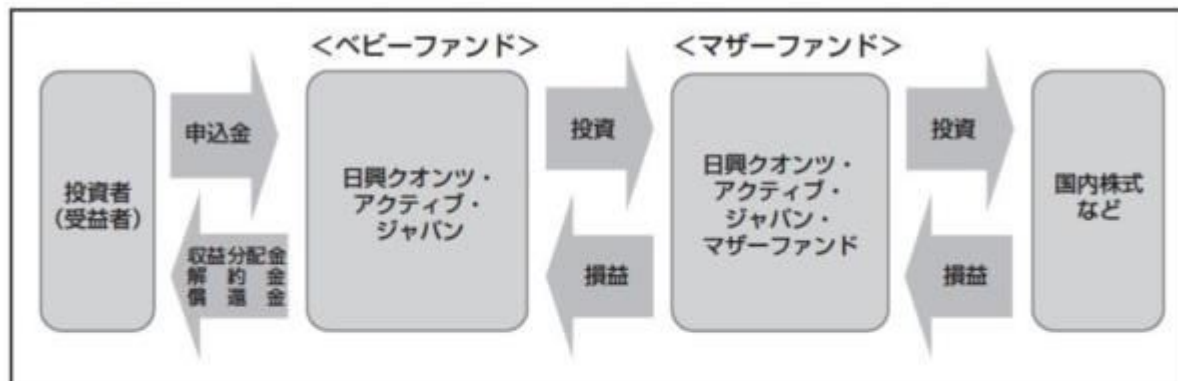 <ベビーファンド>
<マザーファンド>
投資者
(受益者)
申込金
収益分配金
解約金
償還金
日興クオンツ・
アクティブ・
ジャパン
投資
損益
日興クオンツ・
アクティブ・
ジャパン・
マザーファンド
投資
損益
国内株式
など